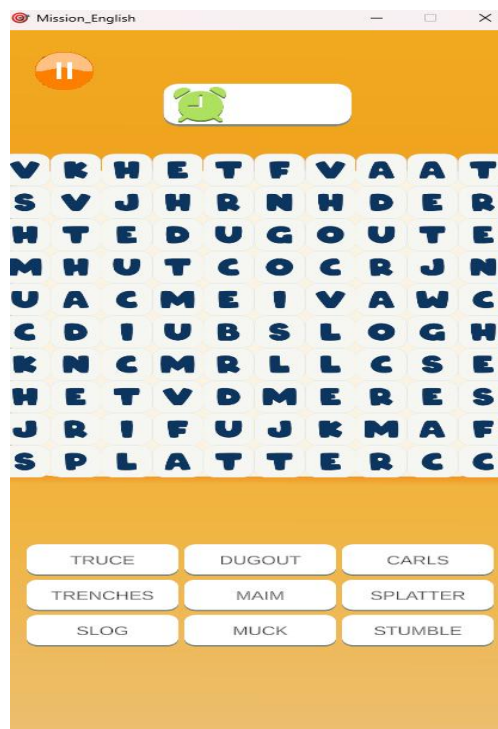 Mission_English
V K H E T F V A A T
S V J H R N H D E R
H T E D U G O U T E
M H U T C O C R J N
U A C M E I V A W C
C D I U B S L O G H
K N C M R L L C S E
H E T V D M E R E S
J R I F U J K M A F
S P L A T T E R C C
TRUCE DUGOUT CARLS
TRENCHES MAIM SPLATTER
SLOG MUCK STUMBLE